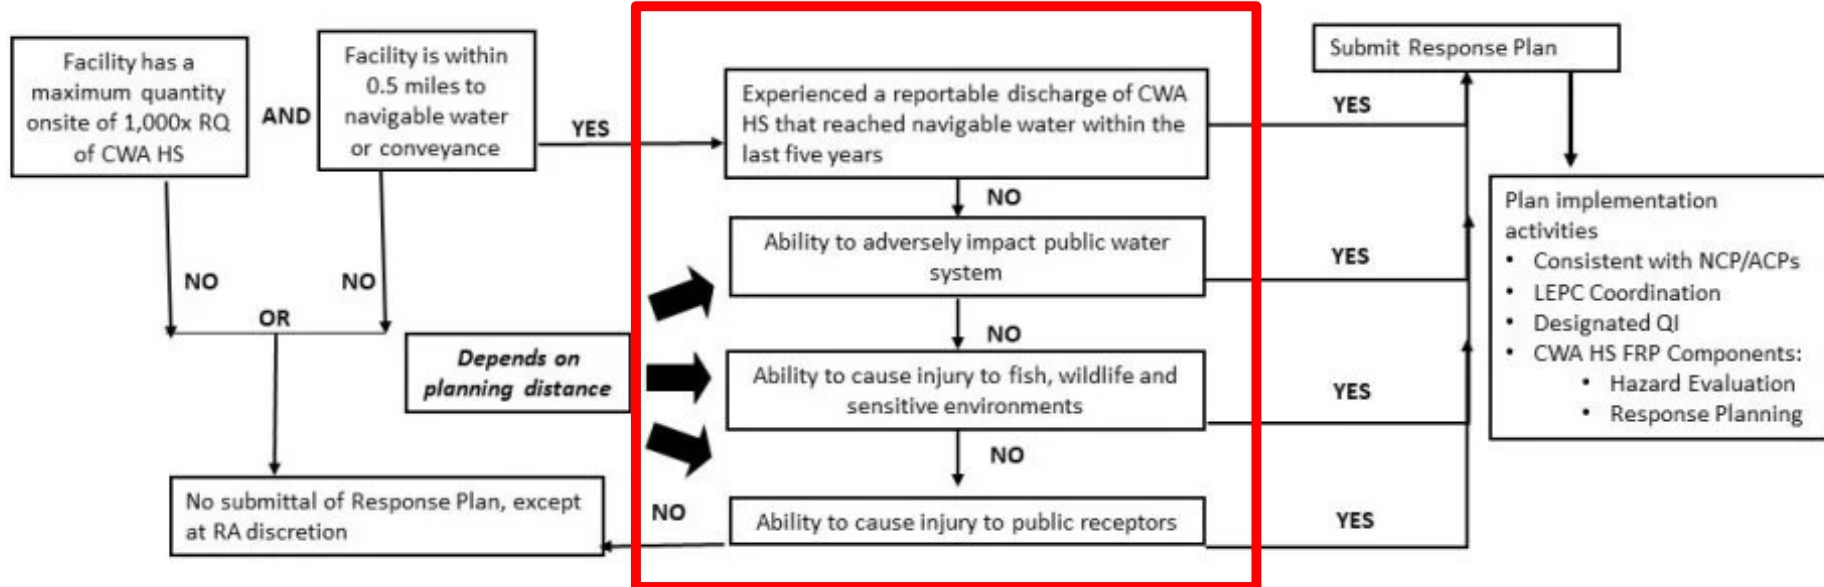 Facility has a
maximum quantity
onsite of 1,000x RQ
of CWA HS
AND
Facility is within
0.5 miles to
navigable water
or conveyance
YES
Experienced a reportable discharge of CWA
HS that reached navigable water within the
last five years
YES
Submit Response Plan
NO
Ability to adversely impact public water
system
YES
NO
NO
OR
Depends on
planning distance
NO
Ability to cause injury to fish, wildlife and
sensitive environments
YES
NO
No submittal of Response Plan, except
at RA discretion
NO
Ability to cause injury to public receptors
YES
Plan implementation
activities
• Consistent with NCP/ACPs
• LEPC Coordination
• Designated QI
• CWA HS FRP Components:
• Hazard Evaluation
• Response Planning